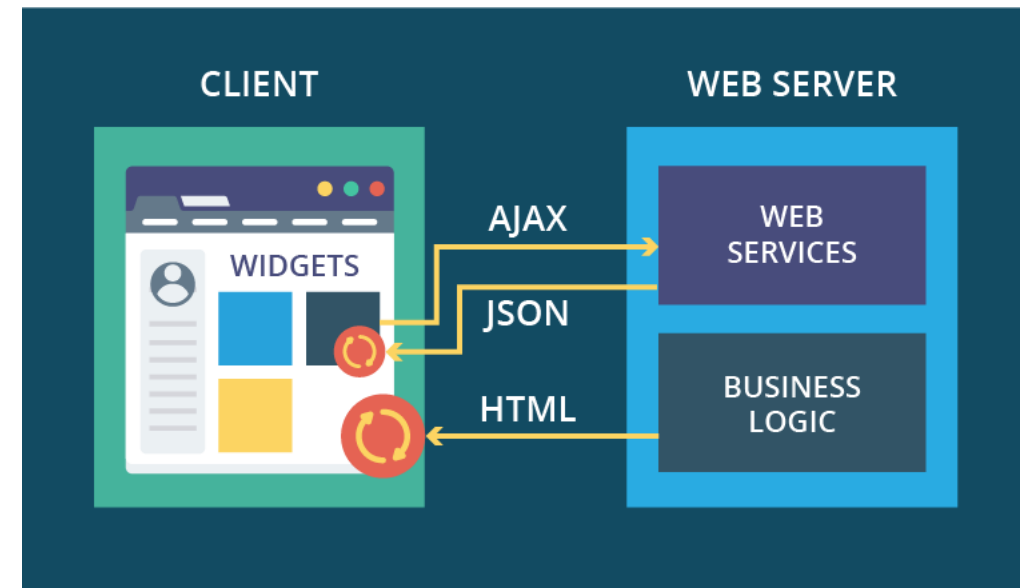 CLIENT
WEB SERVER
WIDGETS
AJAX
JSON
HTML
WEB
SERVICES
BUSINESS
LOGIC